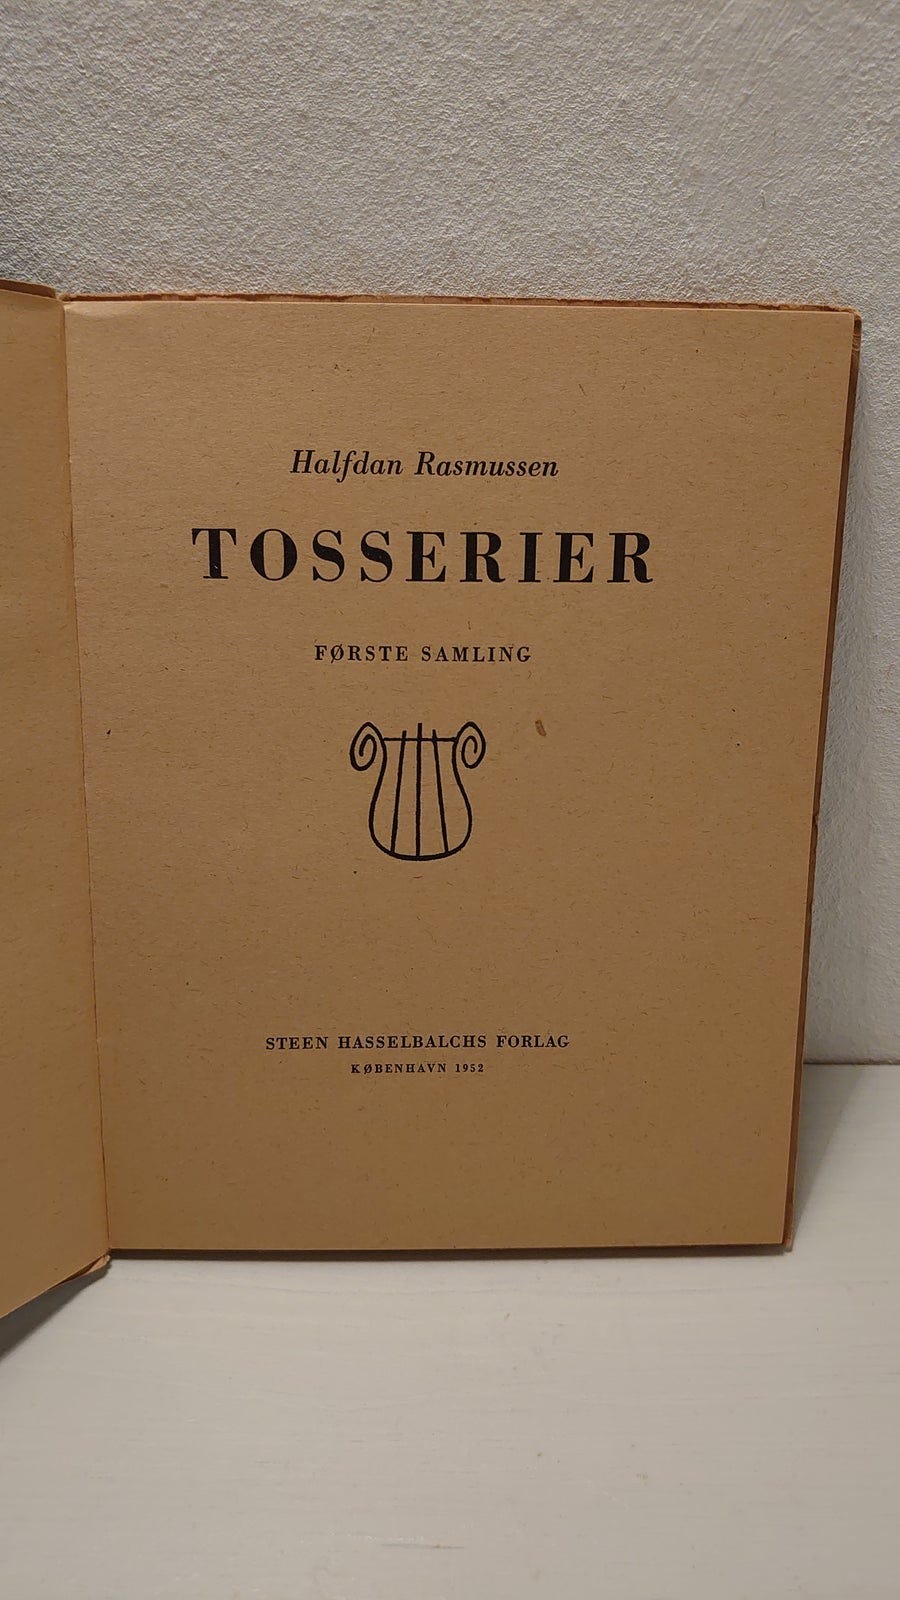 Halfdan Rasmussen
TOSSERIER
FØRSTE SAMLING
STEEN HASSELBALCHS FORLAG
KØBENHAVN 1952